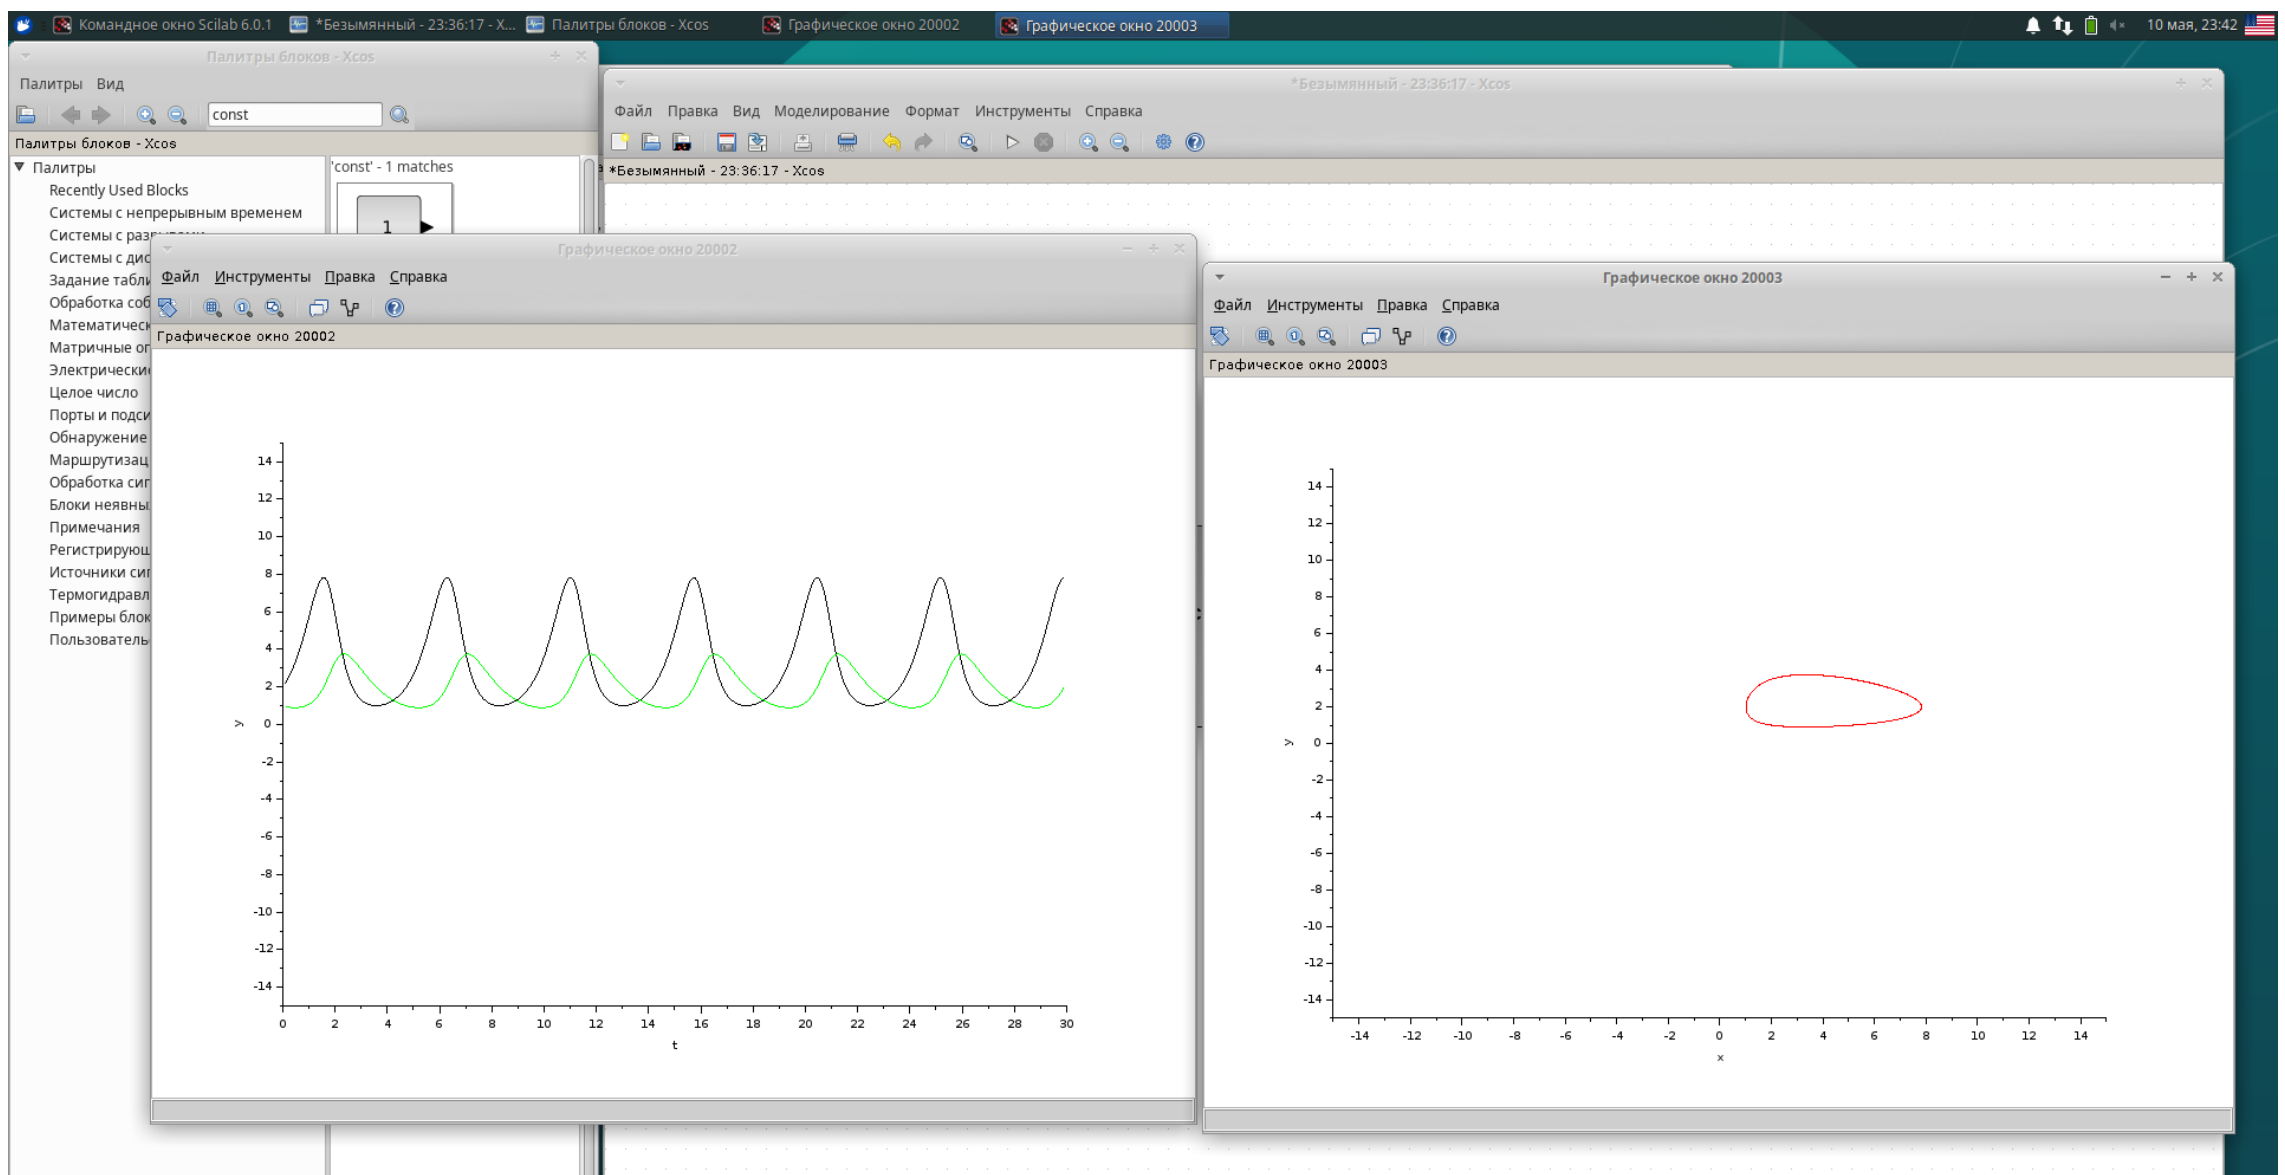 Командное окно Scilab 6.0.1 *Безымянный - 23:36:17 - X... Палитры блоков - Xcos Графическое окно 20002 Графическое окно 20003 10 мая, 23:42
Палитры блоков - Xcos
Палитры Вид
const
Палитры блоков - Xcos
Палитры
Recently Used Blocks
Системы с непрерывным временем
Системы с разрывами
Системы с дис
Задание табли
Обработка соб
Математическ
Матричные оп
Электрически
Целое число
Порты и подси
Обнаружение
Маршрутизац
Обработка сиг
Блоки неявны
Примечания
Регистрирующ
Источники сиг
Термогидравл
Примеры блок
Пользователь
'const' - 1 matches
1
*Безымянный - 23:36:17 - Xcos
Файл Правка Вид Моделирование Формат Инструменты Справка
*Безымянный - 23:36:17 - Xcos
Графическое окно 20002
Файл Инструменты Правка Справка
Графическое окно 20002
14
12
10
8
6
4
2
0
-2
-4
-6
-8
-10
-12
-14
y
0 2 4 6 8 10 12 14 16 18 20 22 24 26 28 30
t
Графическое окно 20003
Файл Инструменты Правка Справка
Графическое окно 20003
14
12
10
8
6
4
2
0
-2
-4
-6
-8
-10
-12
-14
y
-14 -12 -10 -8 -6 -4 -2 0 2 4 6 8 10 12 14
x